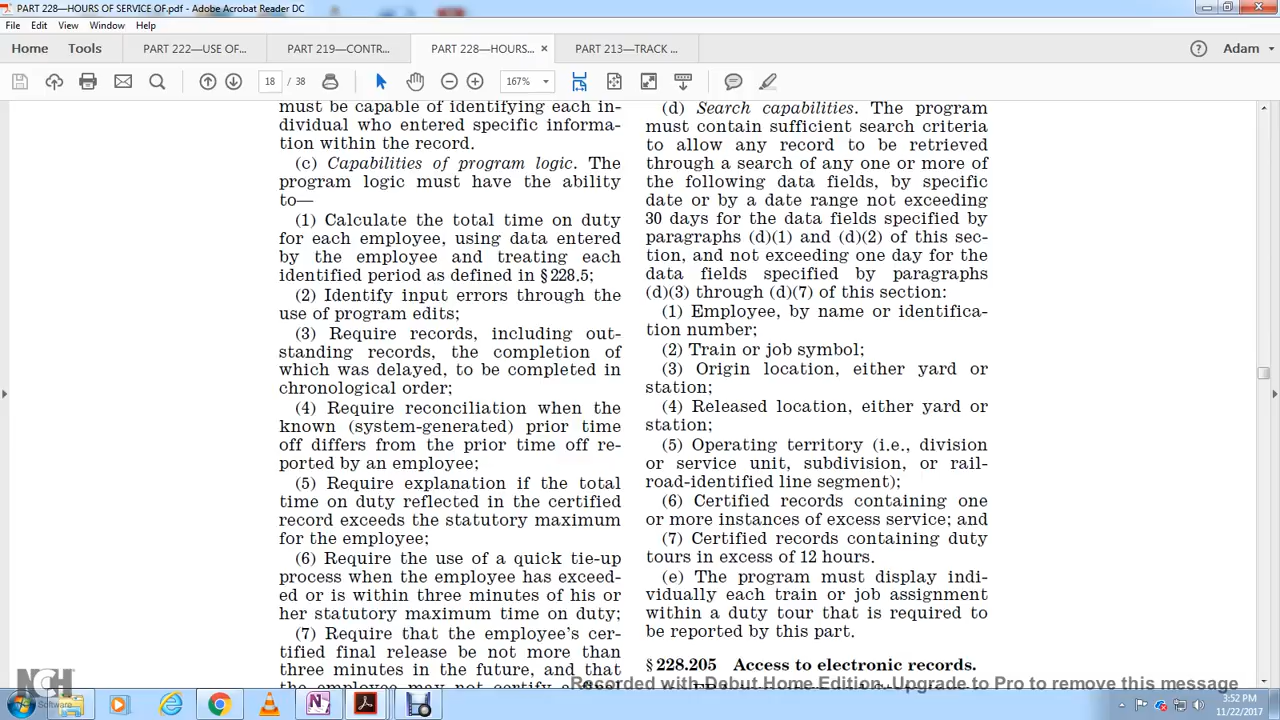 PART 228—HOURS OF SERVICE OF.pdf - Adobe Acrobat Reader DC
File Edit View Window Help
Home Tools PART 222—USE OF... PART 219—CONTR... PART 228—HOURS... × PART 213—TRACK ... Adam
18 / 38 167%
must be capable of identifying each in-
dividual who entered specific informa-
tion within the record.
(c) Capabilities of program logic. The
program logic must have the ability
to—
(1) Calculate the total time on duty
for each employee, using data entered
by the employee and treating each
identified period as defined in § 228.5;
(2) Identify input errors through the
use of program edits;
(3) Require records, including out-
standing records, the completion of
which was delayed, to be completed in
chronological order;
(4) Require reconciliation when the
known (system-generated) prior time
off differs from the prior time off re-
ported by an employee;
(5) Require explanation if the total
time on duty reflected in the certified
record exceeds the statutory maximum
for the employee;
(6) Require the use of a quick tie-up
process when the employee has exceed-
ed or is within three minutes of his or
her statutory maximum time on duty;
(7) Require that the employee's cer-
tified final release be not more than
three minutes in the future, and that
the employee may not certify a
(d) Search capabilities. The program
must contain sufficient search criteria
to allow any record to be retrieved
through a search of any one or more of
the following data fields, by specific
date or by a date range not exceeding
30 days for the data fields specified by
paragraphs (d)(1) and (d)(2) of this sec-
tion, and not exceeding one day for the
data fields specified by paragraphs
(d)(3) through (d)(7) of this section:
(1) Employee, by name or identifica-
tion number;
(2) Train or job symbol;
(3) Origin location, either yard or
station;
(4) Released location, either yard or
station;
(5) Operating territory (i.e., division
or service unit, subdivision, or rail-
road-identified line segment);
(6) Certified records containing one
or more instances of excess service; and
(7) Certified records containing duty
tours in excess of 12 hours.
(e) The program must display indi-
vidually each train or job assignment
within a duty tour that is required to
be reported by this part.
§ 228.205 Access to electronic records.
Recorded with Debut Home Edition. Upgrade to Pro to remove this message
NCH
Software
3:52 PM
11/22/2017